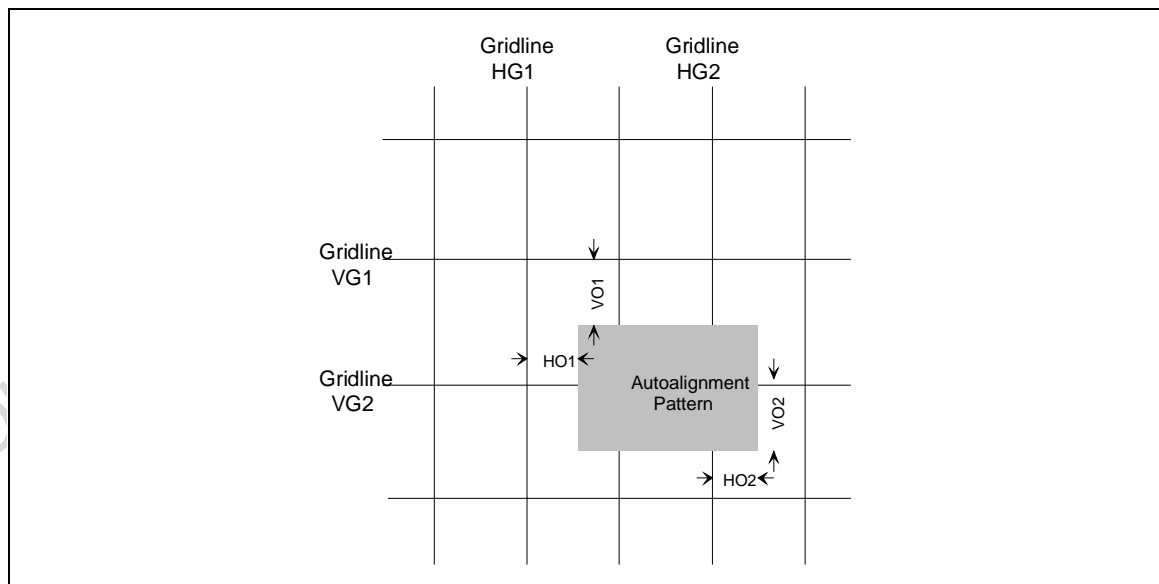 Gridline
HG1
Gridline
HG2
Gridline
VG1
VO1
HO1
Gridline
VG2
Autoalignment
Pattern
VO2
HO2